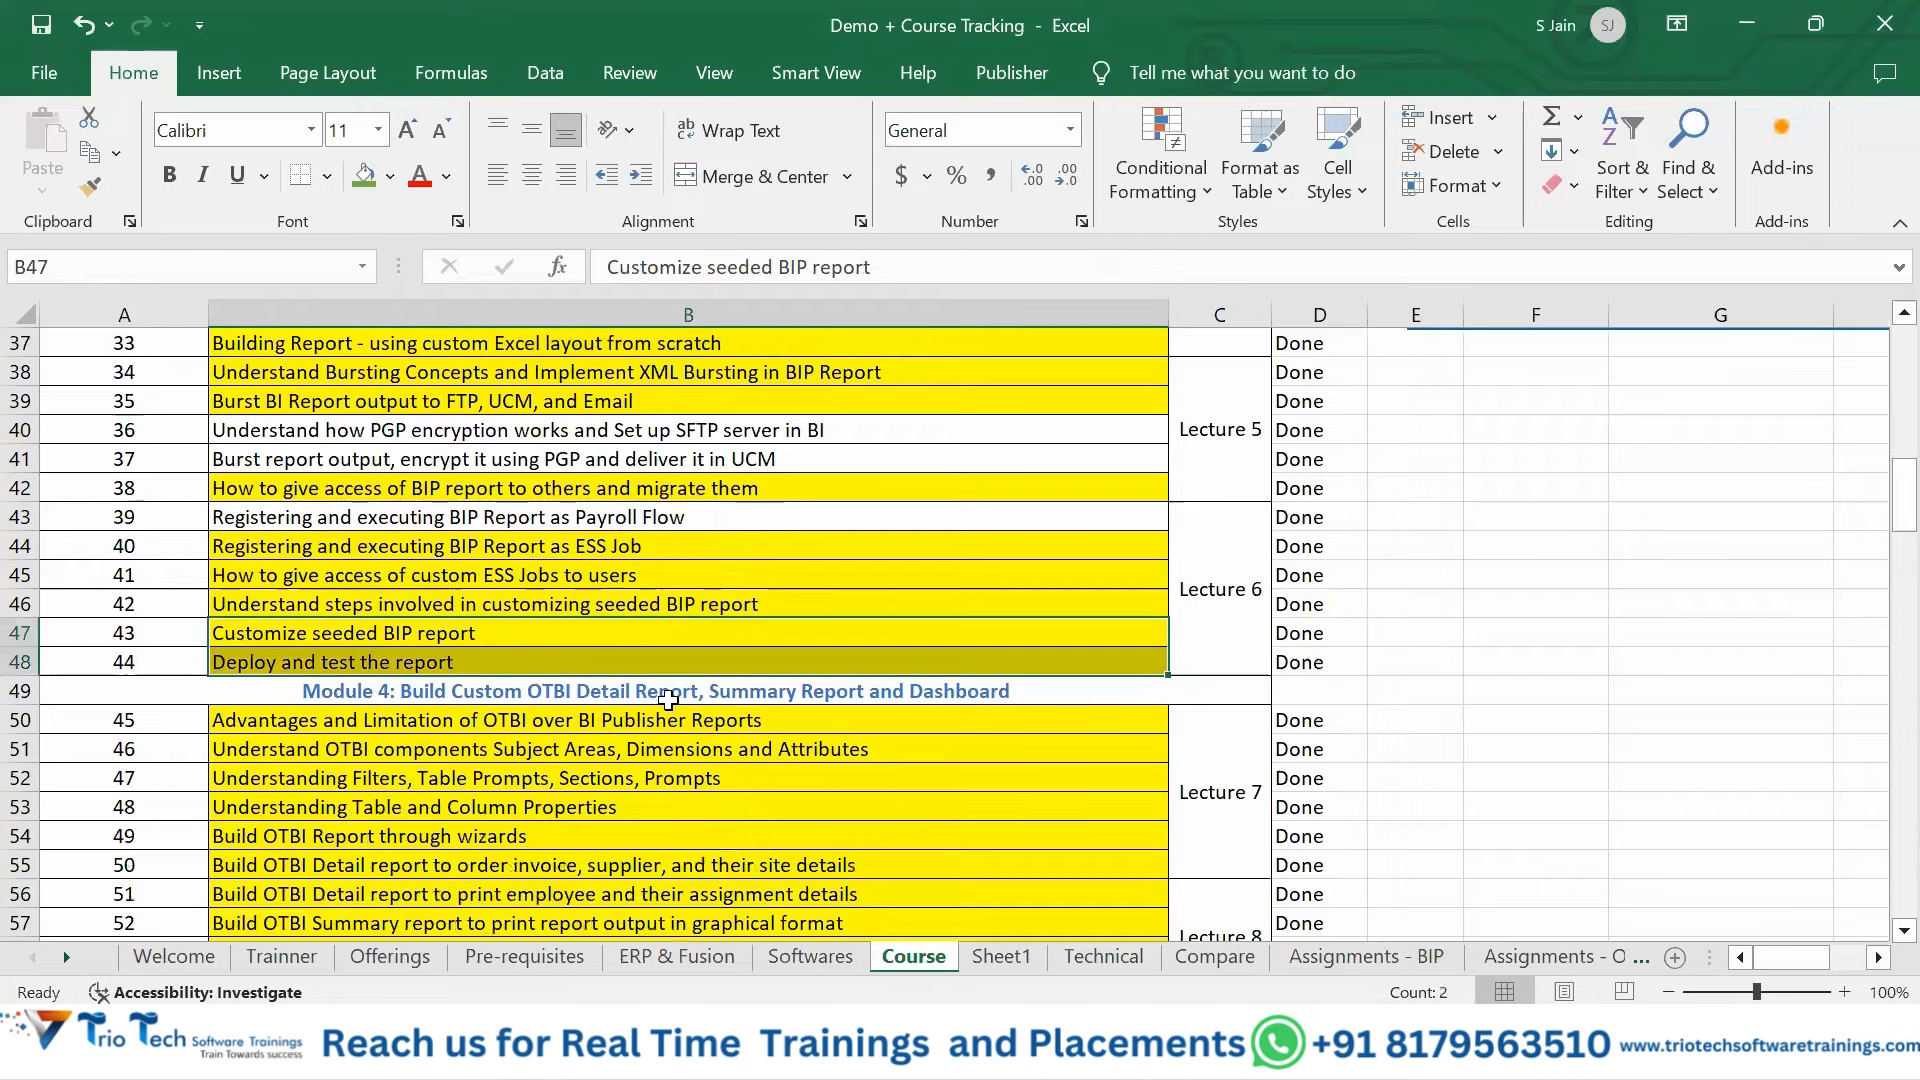 Demo + Course Tracking - Excel
S Jain
SJ
File Home Insert Page Layout Formulas Data Review View Smart View Help Publisher Tell me what you want to do
Calibri 11
ab Wrap Text
General
Insert
Delete
Format
Paste
B I U A
Merge & Center
$ % ,
Conditional Formatting
Format as Table
Cell Styles
Sort & Filter
Find & Select
Add-ins
Clipboard Font Alignment Number Styles Cells Editing Add-ins
B47 fx Customize seeded BIP report
A B C D E F G
37 33 Building Report - using custom Excel layout from scratch Done
38 34 Understand Bursting Concepts and Implement XML Bursting in BIP Report Done
39 35 Burst BI Report output to FTP, UCM, and Email Done
40 36 Understand how PGP encryption works and Set up SFTP server in BI Lecture 5 Done
41 37 Burst report output, encrypt it using PGP and deliver it in UCM Done
42 38 How to give access of BIP report to others and migrate them Done
43 39 Registering and executing BIP Report as Payroll Flow Done
44 40 Registering and executing BIP Report as ESS Job Done
45 41 How to give access of custom ESS Jobs to users Lecture 6 Done
46 42 Understand steps involved in customizing seeded BIP report Done
47 43 Customize seeded BIP report Done
48 44 Deploy and test the report Done
49 Module 4: Build Custom OTBI Detail Report, Summary Report and Dashboard
50 45 Advantages and Limitation of OTBI over BI Publisher Reports Done
51 46 Understand OTBI components Subject Areas, Dimensions and Attributes Done
52 47 Understanding Filters, Table Prompts, Sections, Prompts Lecture 7 Done
53 48 Understanding Table and Column Properties Done
54 49 Build OTBI Report through wizards Done
55 50 Build OTBI Detail report to order invoice, supplier, and their site details Done
56 51 Build OTBI Detail report to print employee and their assignment details Done
57 52 Build OTBI Summary report to print report output in graphical format Lecture 8 Done
Welcome Trainner Offerings Pre-requisites ERP & Fusion Softwares Course Sheet1 Technical Compare Assignments - BIP Assignments - O ...
Ready Accessibility: Investigate Count: 2 100%
Trio Tech Software Trainings
Train Towards success
Reach us for Real Time Trainings and Placements +91 8179563510 www.triotechsoftwaretrainings.com